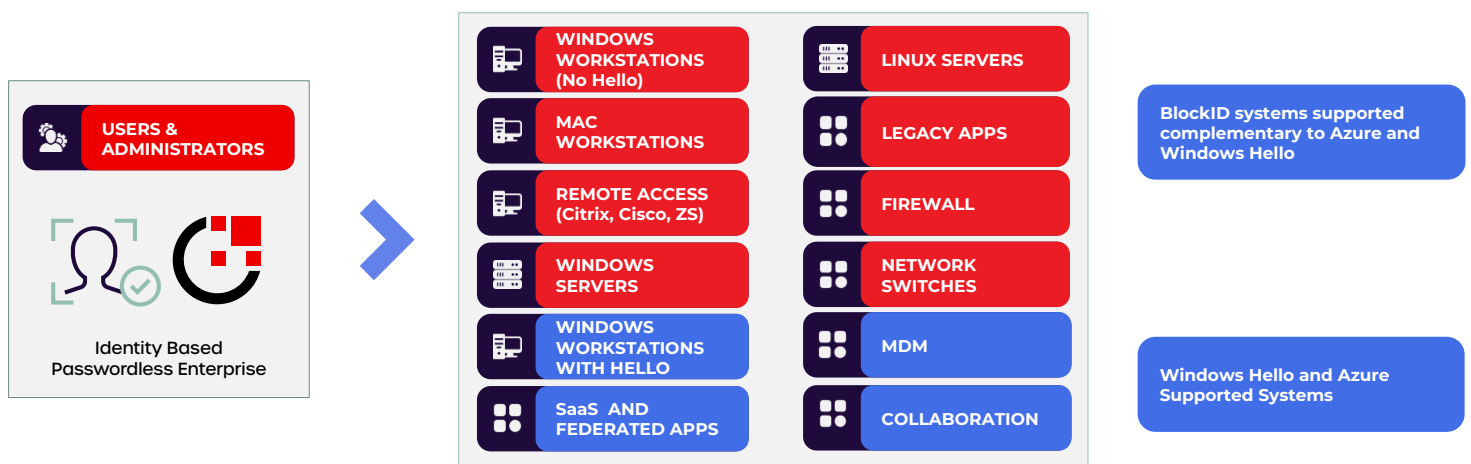 USERS &
ADMINISTRATORS
Identity Based
Passwordless Enterprise
WINDOWS
WORKSTATIONS
(No Hello)
MAC
WORKSTATIONS
REMOTE ACCESS
(Citrix, Cisco, ZS)
WINDOWS
SERVERS
WINDOWS
WORKSTATIONS
WITH HELLO
SaaS AND
FEDERATED APPS
LINUX SERVERS
LEGACY APPS
FIREWALL
NETWORK
SWITCHES
MDM
COLLABORATION
BlockID systems supported
complementary to Azure and
Windows Hello
Windows Hello and Azure
Supported Systems